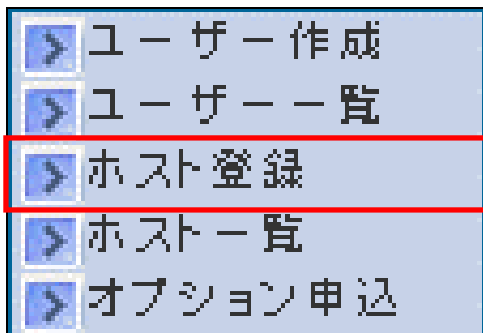 ユーザー作成
ユーザー一覧
ホスト登録
ホスト一覧
オプション申込